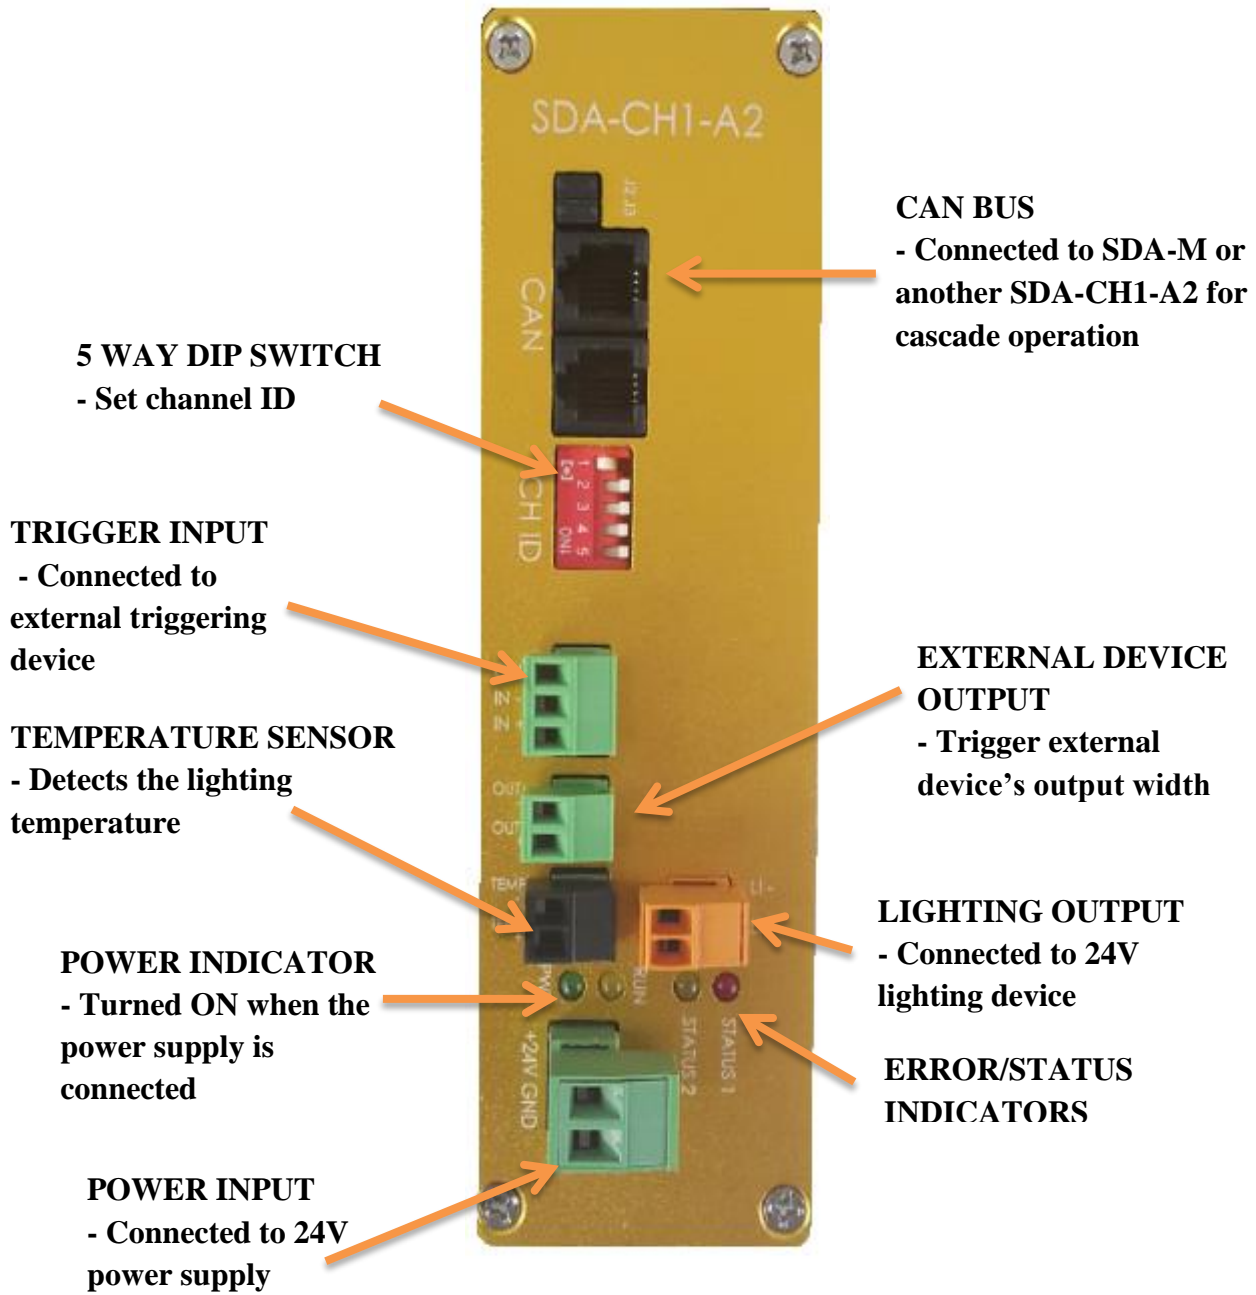 SDA-CH1-A2
J2 J3
CAN
CAN BUS
- Connected to SDA-M or
another SDA-CH1-A2 for
cascade operation
5 WAY DIP SWITCH
- Set channel ID
CH ID
1 2 3 4 5
TRIGGER INPUT
- Connected to
external triggering
device
IN -
IN +
EXTERNAL DEVICE
OUTPUT
- Trigger external
device's output width
TEMPERATURE SENSOR
- Detects the lighting
temperature
OUT
OUT
TEMP
L1-
LIGHTING OUTPUT
- Connected to 24V
lighting device
POWER INDICATOR
- Turned ON when the
power supply is
connected
RUN
STATUS 2
STATUS 1
+24V GND
ERROR/STATUS
INDICATORS
POWER INPUT
- Connected to 24V
power supply